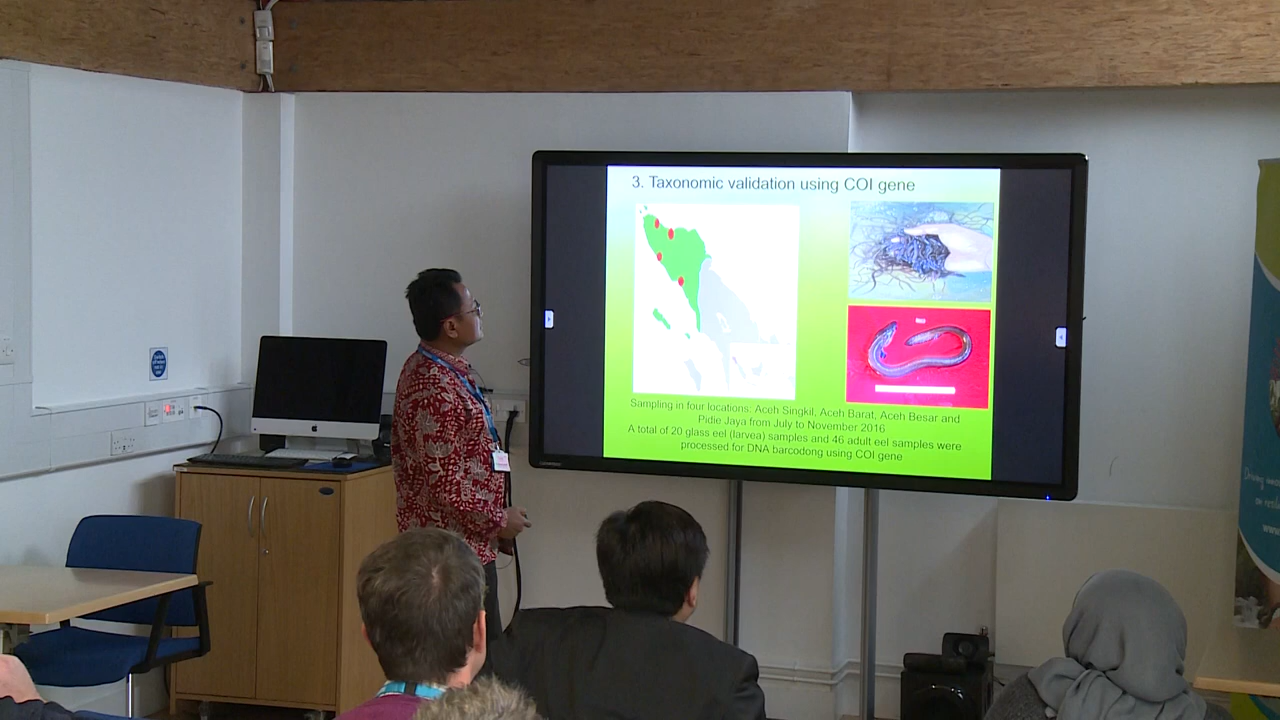 3. Taxonomic validation using COI gene
Sampling in four locations: Aceh Singkil, Aceh Barat, Aceh Besar and
Pidie Jaya from July to November 2016
A total of 20 glass eel (larvea) samples and 46 adult eel samples were
processed for DNA barcodong using COI gene